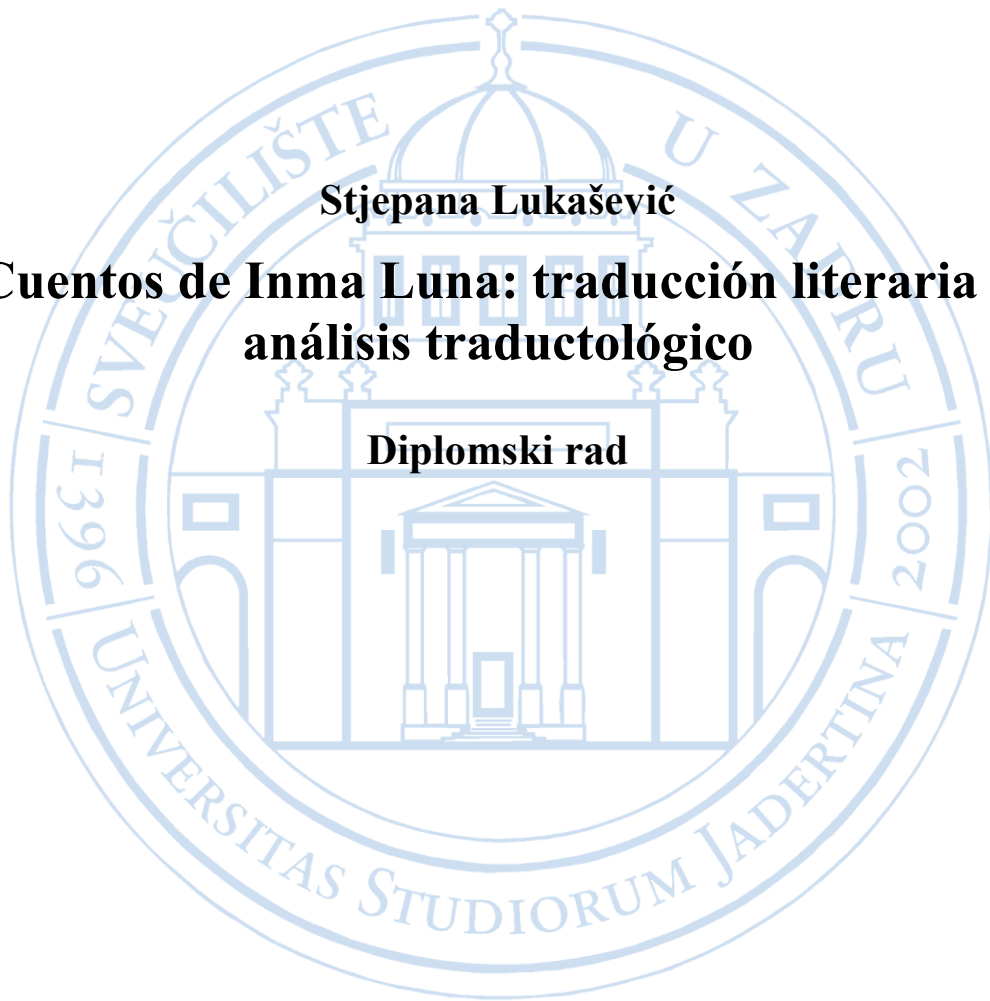 Stjepana Lukašević
Cuentos de Inma Luna: traducción literaria
análisis traductológico
Diplomski rad
SVEUČILIŠTE U ZADRU
1396
2002
UNIVERSITAS STUDIORUM JADERTINA